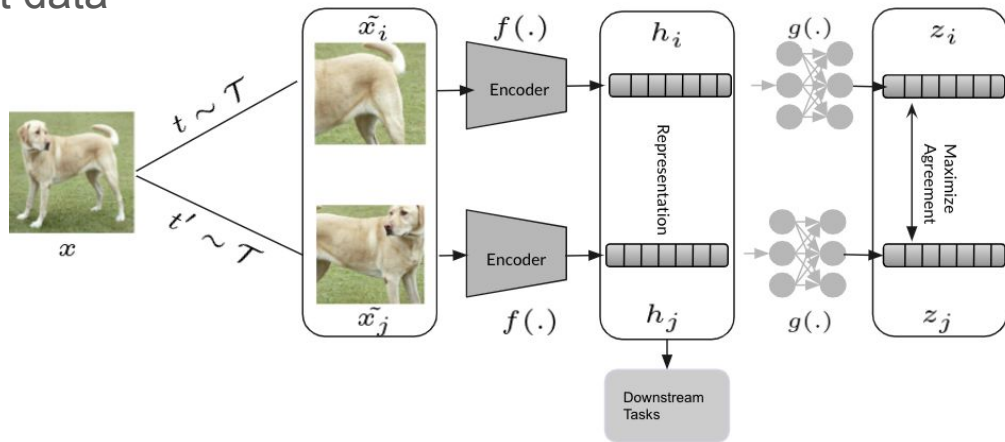 t data
x̃ᵢ
f(.)
hᵢ
g(.)
zᵢ
t ~ 𝒯
Encoder
x
Representation
Maximize
Agreement
t′ ~ 𝒯
Encoder
x̃ⱼ
f(.)
hⱼ
g(.)
zⱼ
Downstream
Tasks